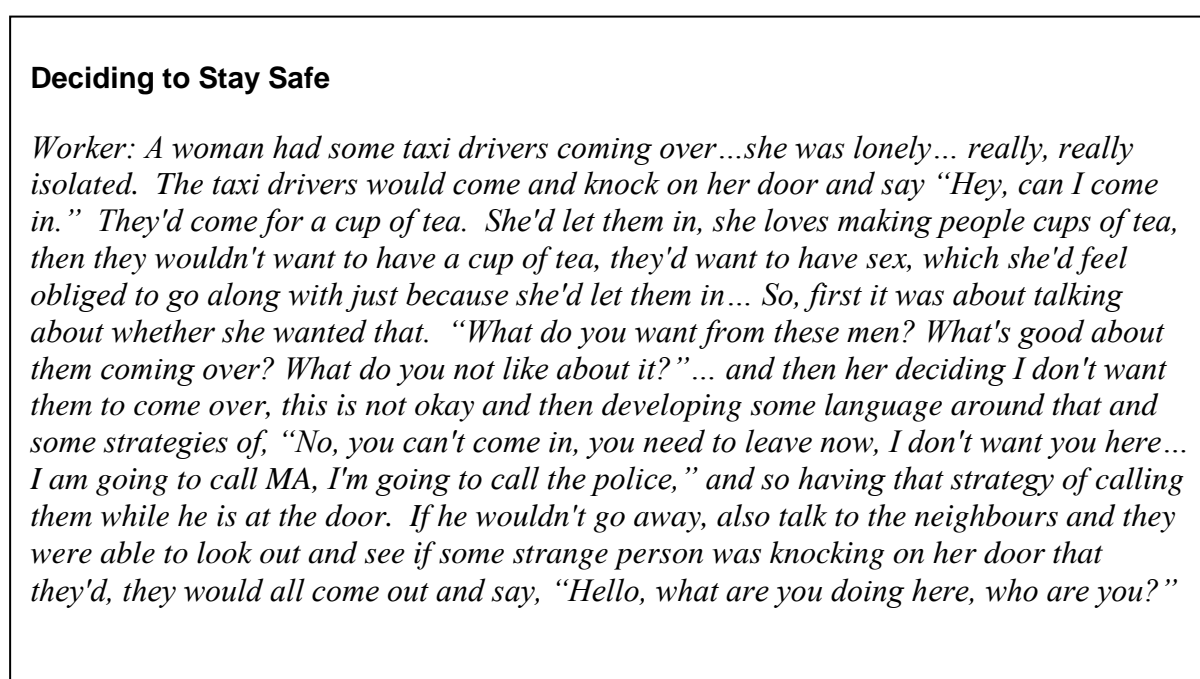 Deciding to Stay Safe
Worker: A woman had some taxi drivers coming over…she was lonely… really, really
isolated.  The taxi drivers would come and knock on her door and say “Hey, can I come
in.”  They'd come for a cup of tea.  She'd let them in, she loves making people cups of tea,
then they wouldn't want to have a cup of tea, they'd want to have sex, which she'd feel
obliged to go along with just because she'd let them in… So, first it was about talking
about whether she wanted that.  “What do you want from these men? What's good about
them coming over? What do you not like about it?”… and then her deciding I don't want
them to come over, this is not okay and then developing some language around that and
some strategies of, “No, you can't come in, you need to leave now, I don't want you here…
I am going to call MA, I'm going to call the police,” and so having that strategy of calling
them while he is at the door.  If he wouldn't go away, also talk to the neighbours and they
were able to look out and see if some strange person was knocking on her door that
they'd, they would all come out and say, “Hello, what are you doing here, who are you?”